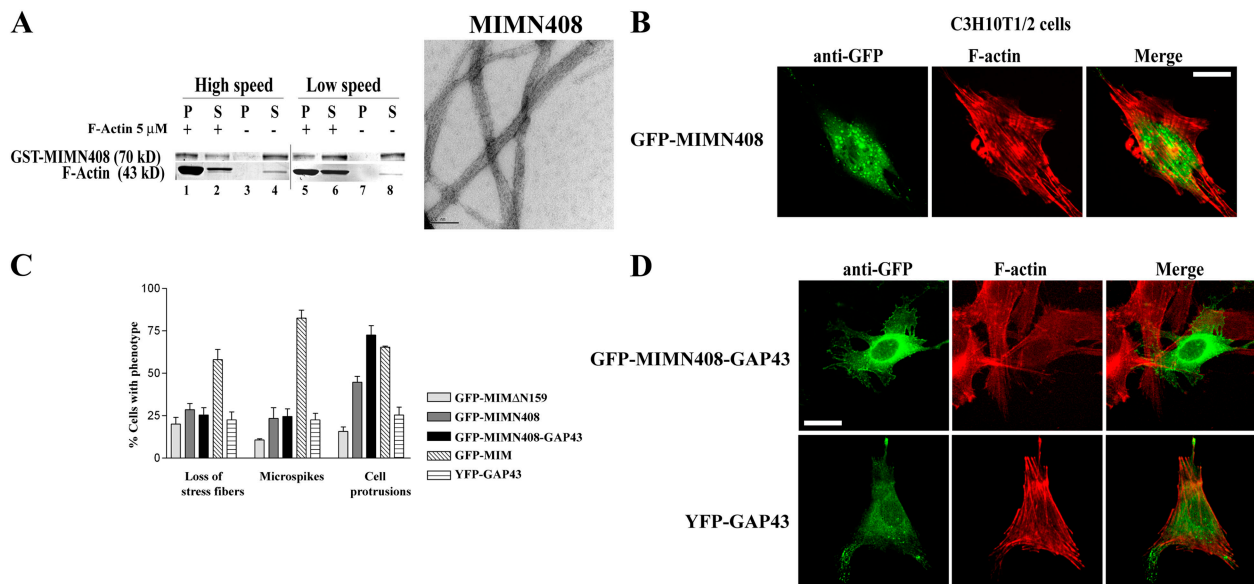 A
MIMN408
High speed Low speed
P S P S P S P S
F-Actin 5 µM + + - - + + - -
GST-MIMN408 (70 kD)
F-Actin (43 kD)
1 2 3 4 5 6 7 8
B
C3H10T1/2 cells
anti-GFP F-actin Merge
GFP-MIMN408
C
% Cells with phenotype
100
75
50
25
0
Loss of stress fibers
Microspikes
Cell protrusions
GFP-MIMΔN159
GFP-MIMN408
GFP-MIMN408-GAP43
GFP-MIM
YFP-GAP43
D
anti-GFP F-actin Merge
GFP-MIMN408-GAP43
YFP-GAP43